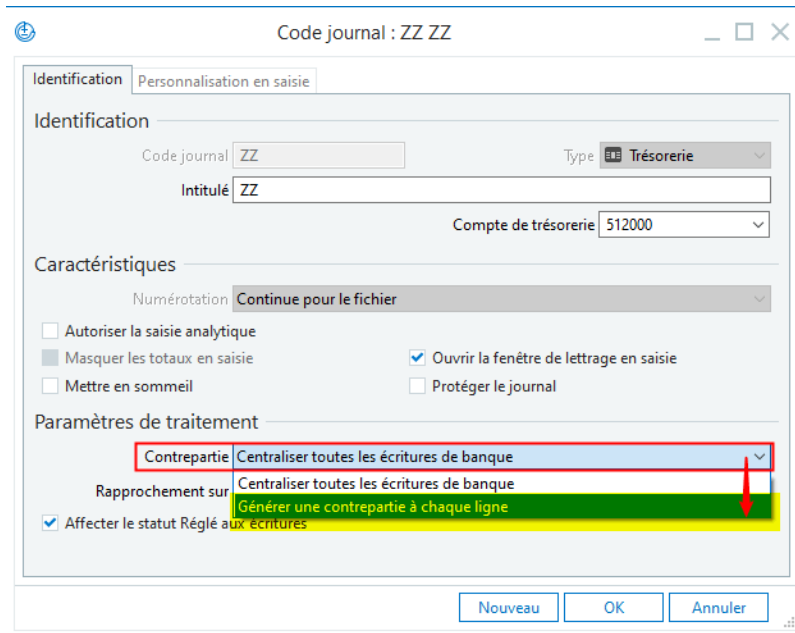 Code journal : ZZ ZZ
Identification
Personnalisation en saisie
Identification
Code journal ZZ
Type Trésorerie
Intitulé ZZ
Compte de trésorerie 512000
Caractéristiques
Numérotation Continue pour le fichier
Autoriser la saisie analytique
Masquer les totaux en saisie
Ouvrir la fenêtre de lettrage en saisie
Mettre en sommeil
Protéger le journal
Paramètres de traitement
Contrepartie Centraliser toutes les écritures de banque
Centraliser toutes les écritures de banque
Rapprochement sur
Générer une contrepartie à chaque ligne
Affecter le statut Réglé aux écritures
Nouveau
OK
Annuler